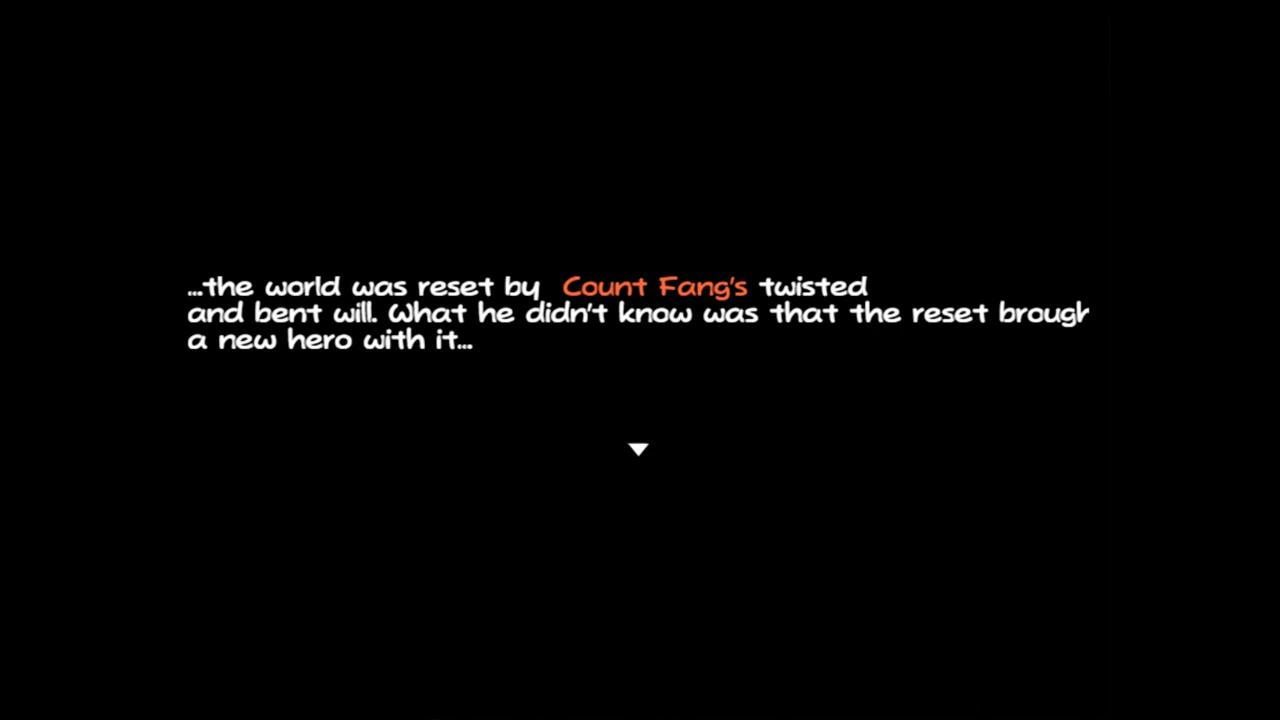 ...the world was reset by Count Fang's twisted
and bent will. What he didn't know was that the reset brough
a new hero with it...